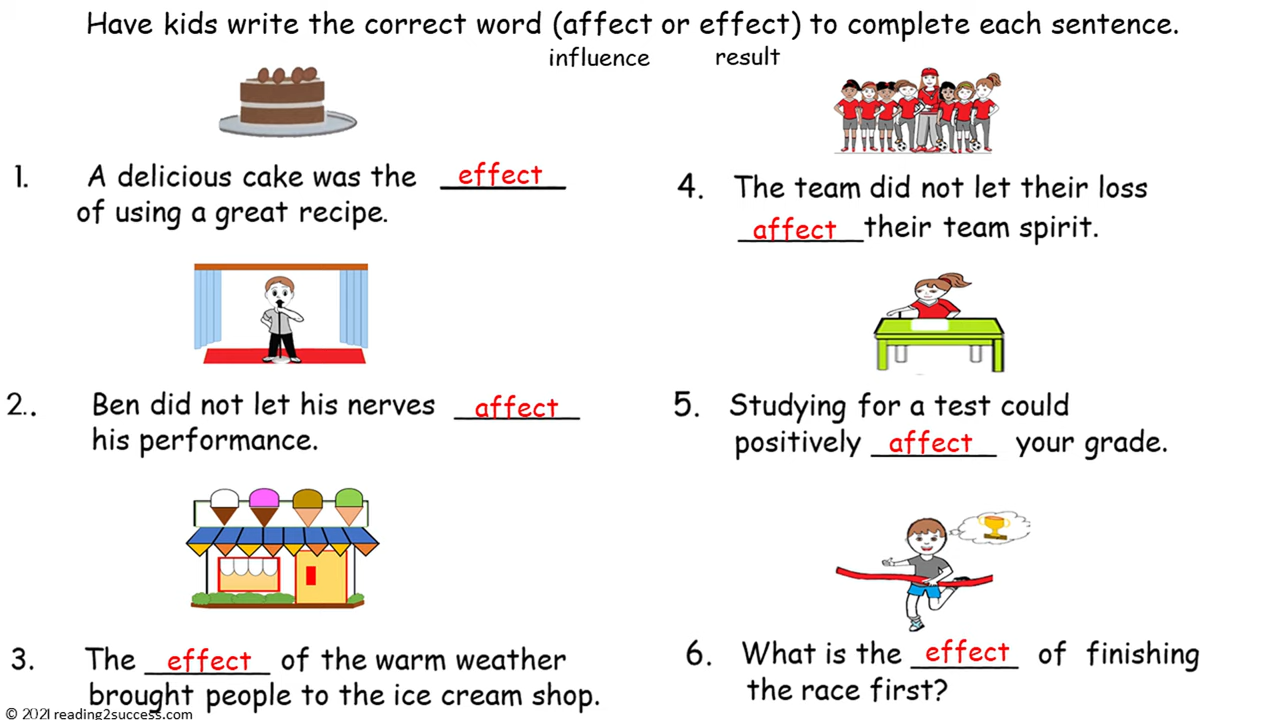 Have kids write the correct word (affect or effect) to complete each sentence.
influence result
1. A delicious cake was the effect
of using a great recipe.
2.. Ben did not let his nerves affect
his performance.
3. The effect of the warm weather
brought people to the ice cream shop.
4. The team did not let their loss
affect their team spirit.
5. Studying for a test could
positively affect your grade.
6. What is the effect of finishing
the race first?
© 2021 reading2success.com